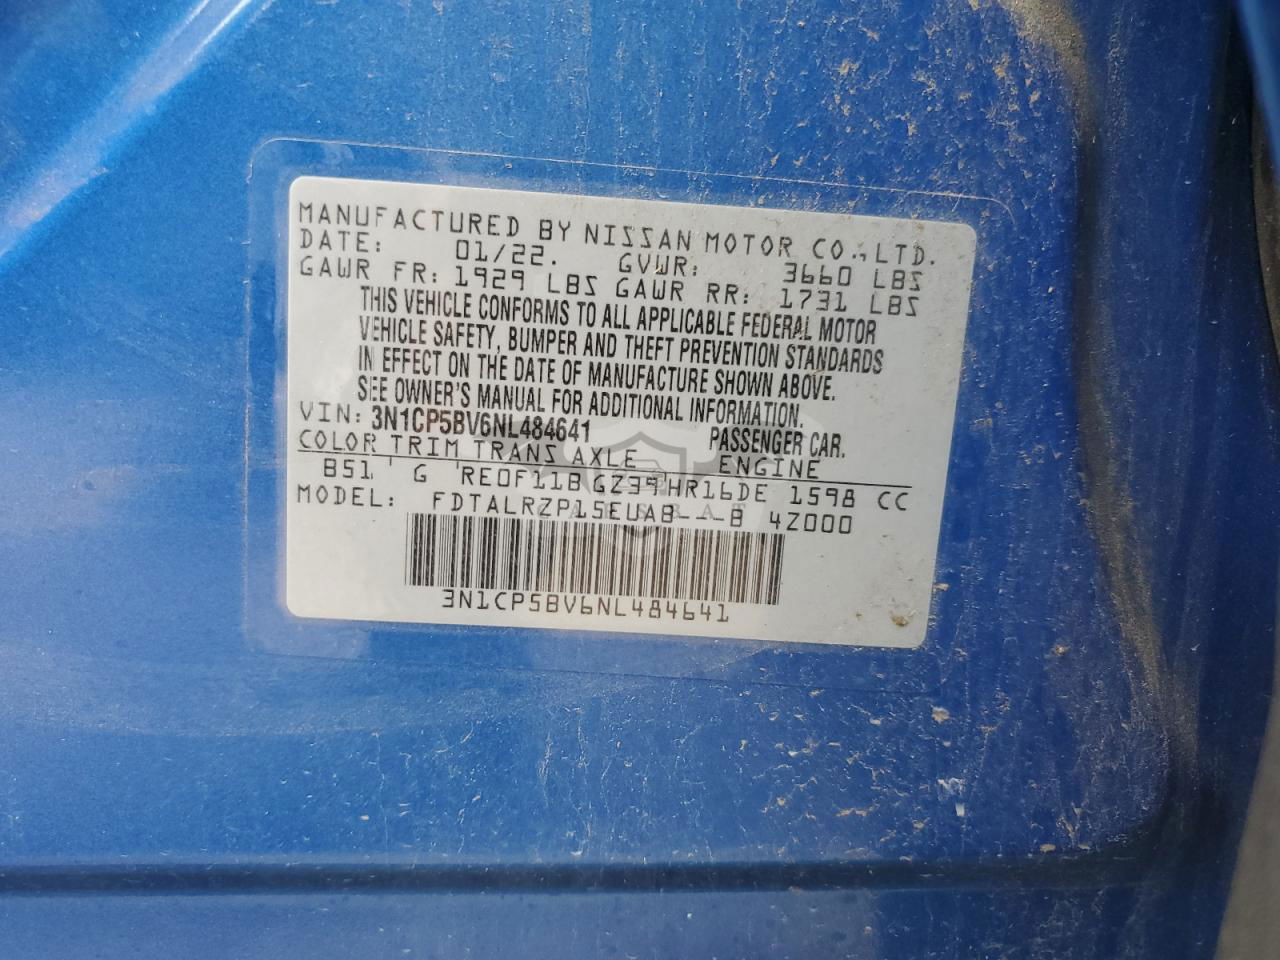 MANUFACTURED BY NISSAN MOTOR CO., LTD.
DATE: 01/22. GVWR: 3660 LBS
GAWR FR: 1929 LBS GAWR RR: 1731 LBS
THIS VEHICLE CONFORMS TO ALL APPLICABLE FEDERAL MOTOR
VEHICLE SAFETY, BUMPER AND THEFT PREVENTION STANDARDS
IN EFFECT ON THE DATE OF MANUFACTURE SHOWN ABOVE.
SEE OWNER'S MANUAL FOR ADDITIONAL INFORMATION.
VIN: 3N1CP5BV6NL484641 PASSENGER CAR.
COLOR TRIM TRANS AXLE ENGINE
B51 G RE0F11B GZ39 HR16DE 1598 CC
MODEL: FDTALRZP15EUAB---B 4Z000
3N1CP5BV6NL484641